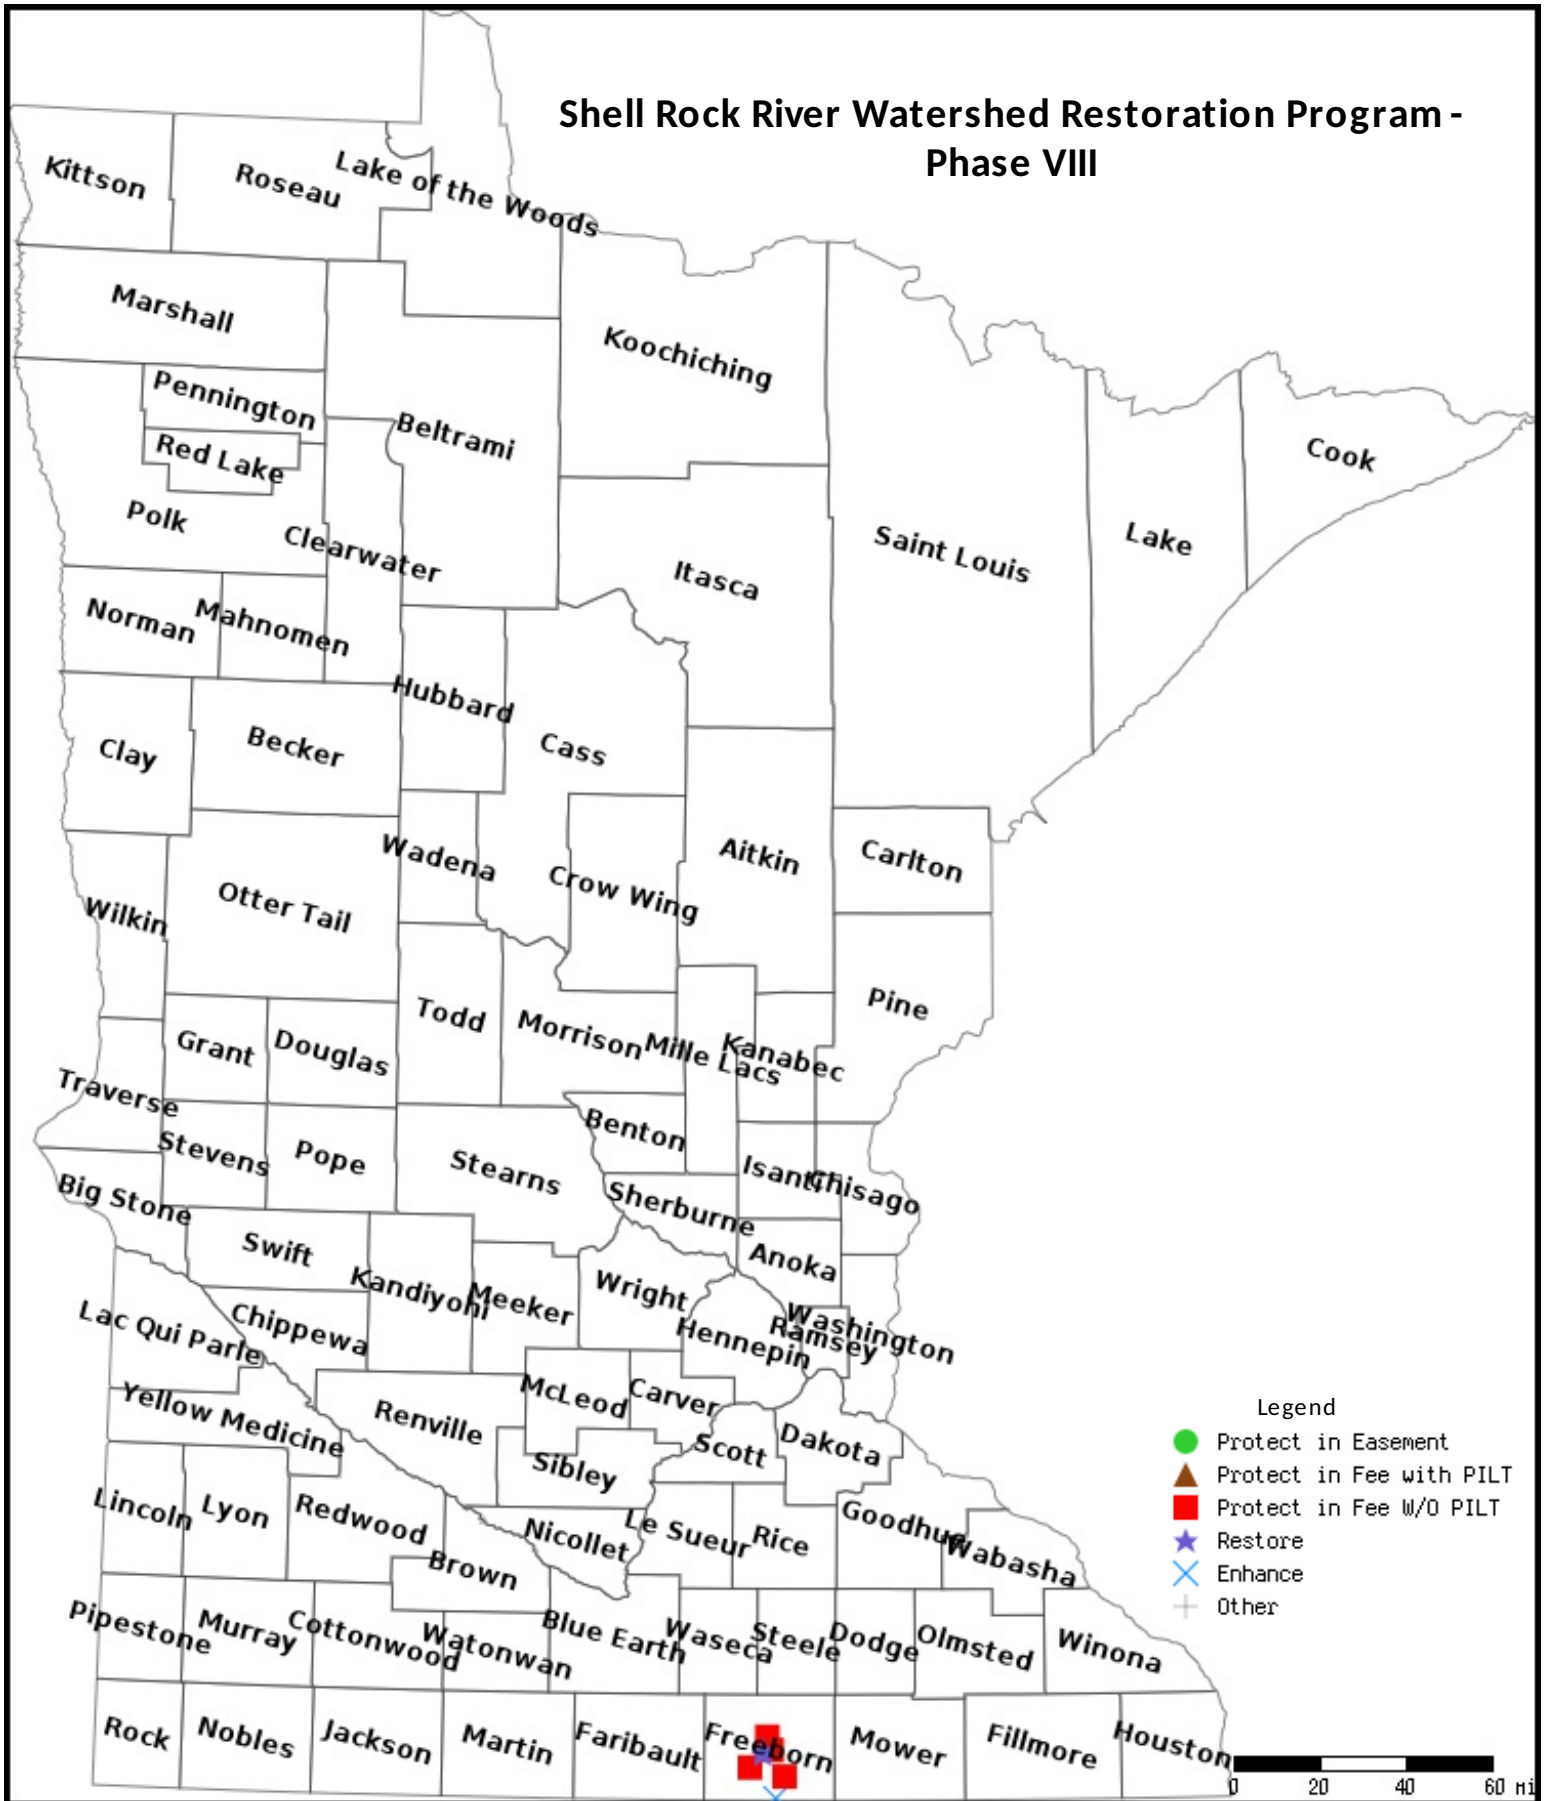 Shell Rock River Watershed Restoration Program -
Phase VIII
Kittson
Roseau
Lake of the Woods
Marshall
Koochiching
Pennington
Beltrami
Red Lake
Cook
Polk
Clearwater
Saint Louis
Lake
Itasca
Norman
Mahnomen
Hubbard
Cass
Clay
Becker
Wadena
Aitkin
Carlton
Crow Wing
Otter Tail
Wilkin
Pine
Todd
Morrison
Mille Lacs
Kanabec
Grant
Douglas
Traverse
Benton
Stevens
Pope
Stearns
Isanti
Chisago
Big Stone
Sherburne
Swift
Anoka
Kandiyohi
Meeker
Wright
Washington
Ramsey
Hennepin
Lac Qui Parle
Chippewa
McLeod
Carver
Yellow Medicine
Renville
Scott
Dakota
Sibley
Lincoln
Lyon
Redwood
Nicollet
Le Sueur
Rice
Goodhue
Wabasha
Brown
Pipestone
Murray
Cottonwood
Watonwan
Blue Earth
Waseca
Steele
Dodge
Olmsted
Winona
Rock
Nobles
Jackson
Martin
Faribault
Freeborn
Mower
Fillmore
Houston
Legend
Protect in Easement
Protect in Fee with PILT
Protect in Fee W/O PILT
Restore
Enhance
Other
0 20 40 60 mi